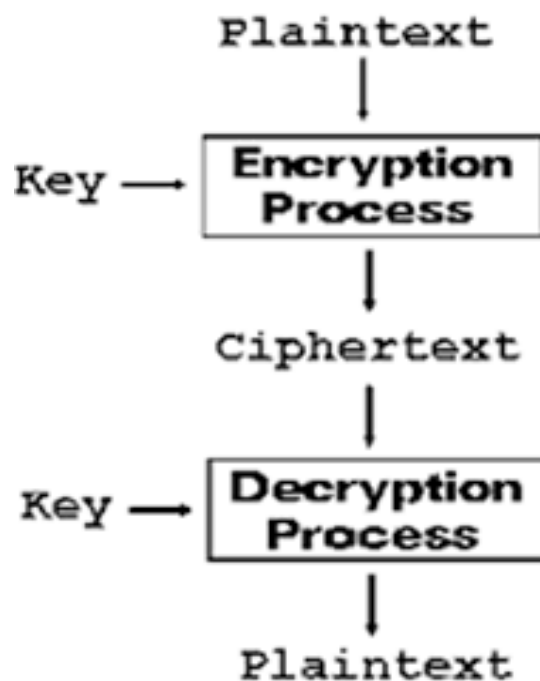 Plaintext
Key
Encryption
Process
Ciphertext
Key
Decryption
Process
Plaintext